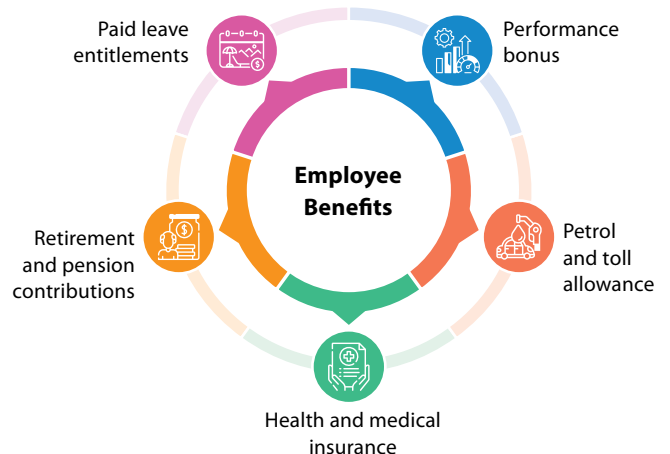 Paid leave
entitlements
Performance
bonus
Employee
Benefits
Retirement
and pension
contributions
Petrol
and toll
allowance
Health and medical
insurance